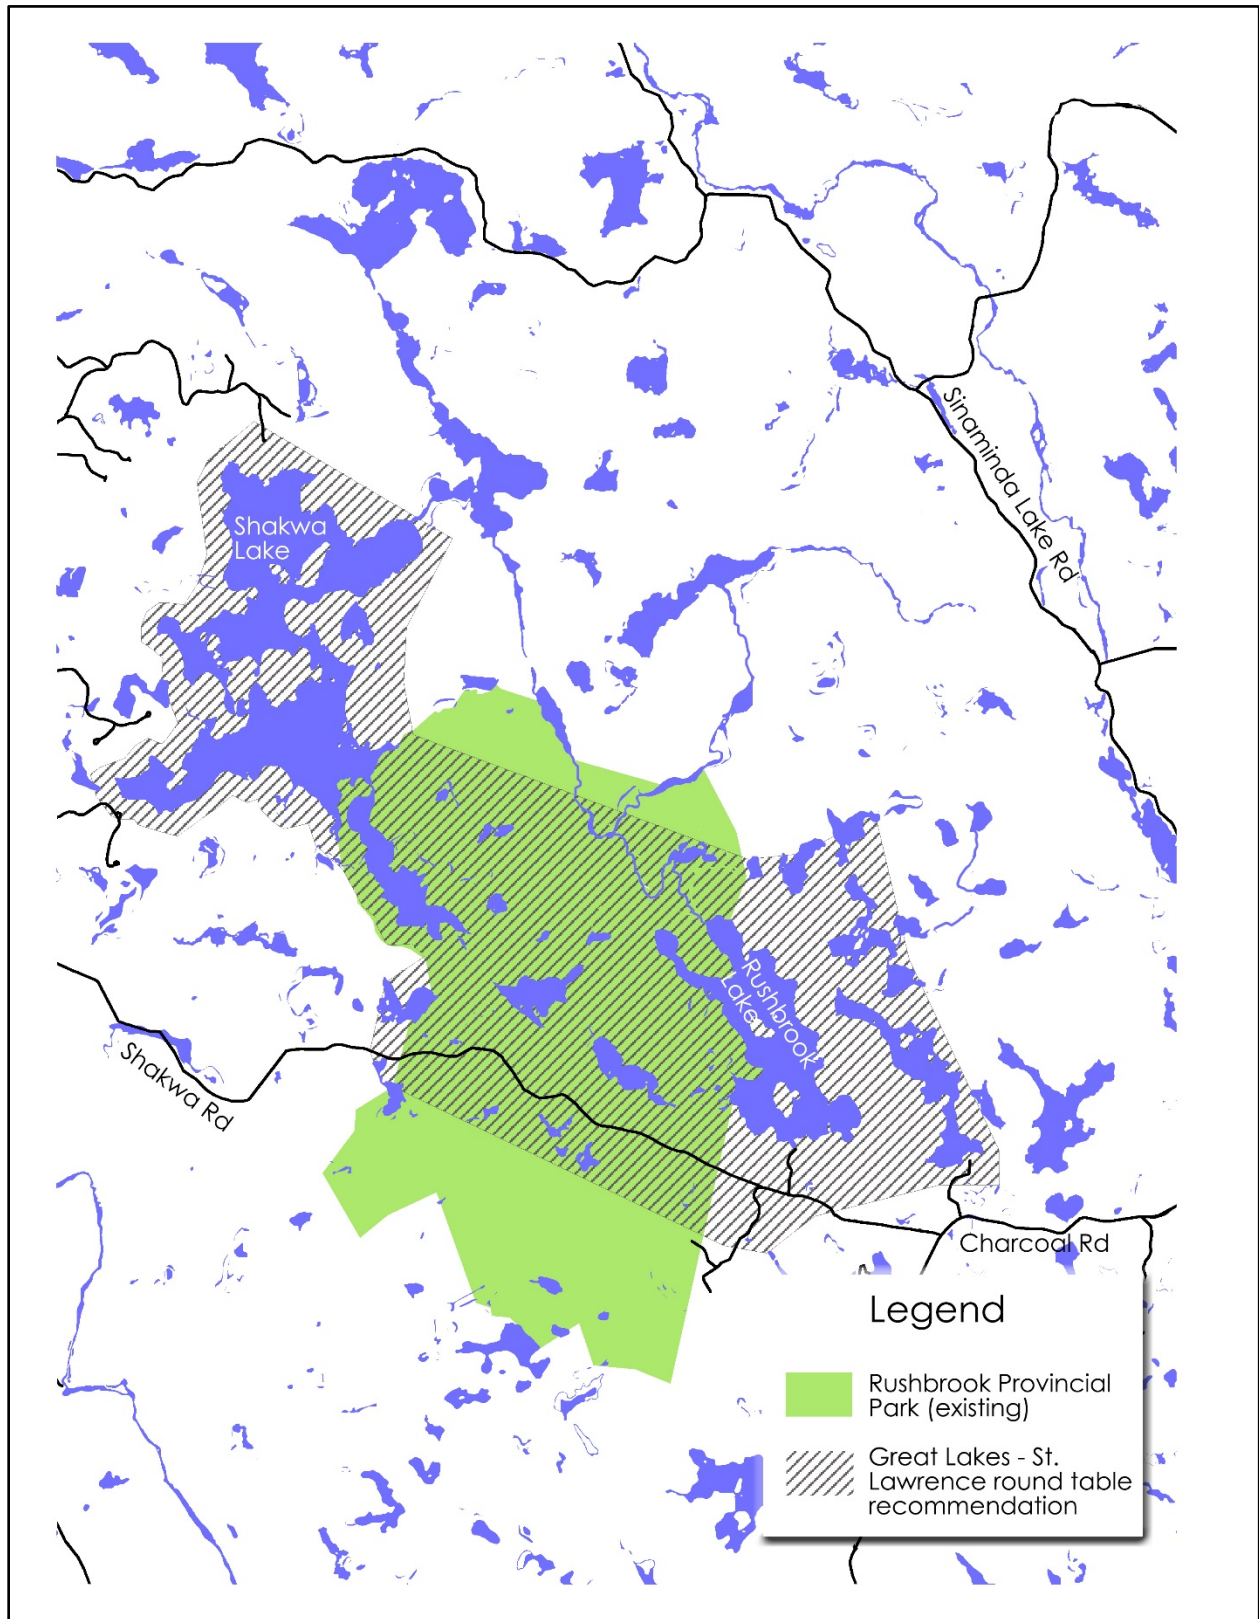 Sinaminda Lake Rd
Shakwa
Lake
Rushbrook
Lake
Shakwa Rd
Charcoal Rd
Legend
Rushbrook Provincial
Park (existing)
Great Lakes - St.
Lawrence round table
recommendation